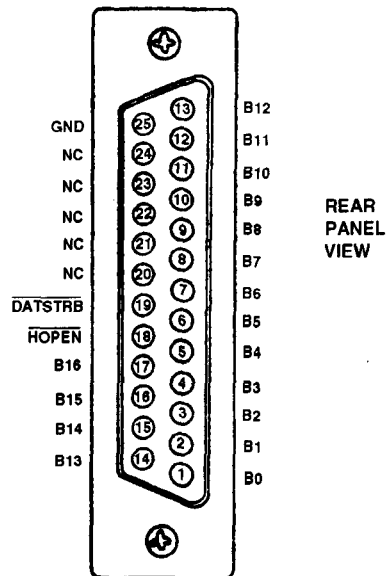 GND
NC
NC
NC
NC
NC
DATSTRB
HOPEN
B16
B15
B14
B13
25
24
23
22
21
20
19
18
17
16
15
14
13
12
11
10
9
8
7
6
5
4
3
2
1
B12
B11
B10
B9
B8
B7
B6
B5
B4
B3
B2
B1
B0
REAR
PANEL
VIEW